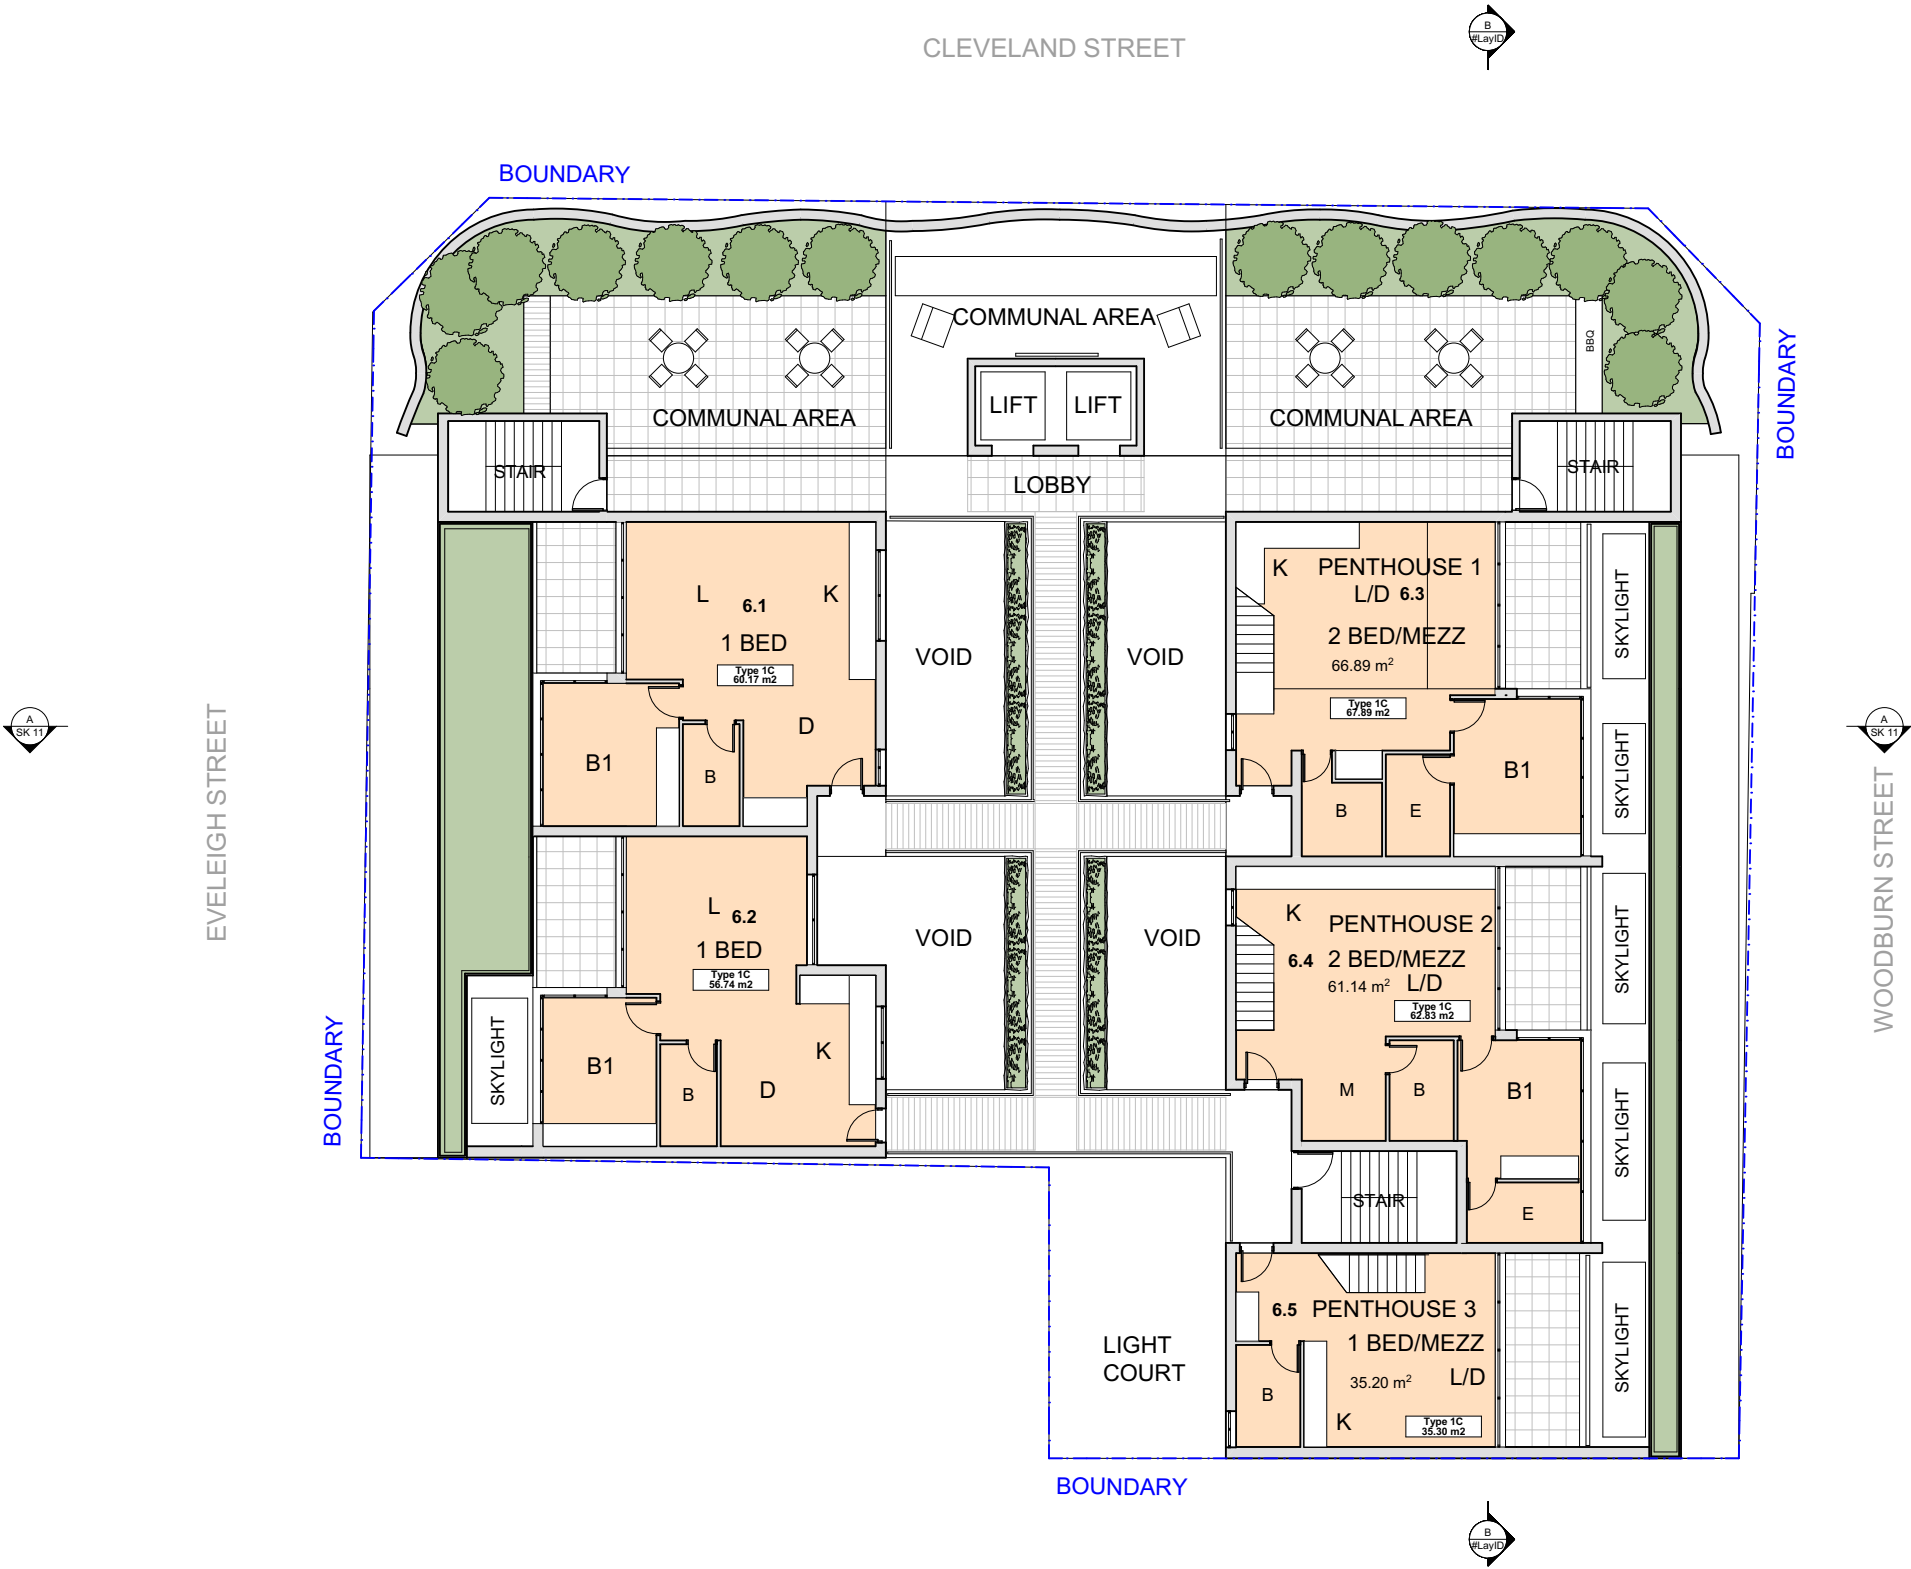 B
#LayID
CLEVELAND STREET
BOUNDARY
COMMUNAL AREA
BBQ
BOUNDARY
LIFT
LIFT
COMMUNAL AREA
COMMUNAL AREA
STAIR
STAIR
LOBBY
L
6.1
K
1 BED
Type 1C
60.17 m2
D
B1
B
VOID
VOID
K
PENTHOUSE 1
L/D 6.3
2 BED/MEZZ
66.89 m²
Type 1C
67.89 m2
B1
B
E
SKYLIGHT
SKYLIGHT
A
SK 11
EVELEIGH STREET
A
SK 11
WOODBURN STREET
L
6.2
1 BED
Type 1C
56.74 m2
B1
B
D
K
SKYLIGHT
BOUNDARY
VOID
VOID
K
PENTHOUSE 2
6.4
2 BED/MEZZ
61.14 m²
L/D
Type 1C
62.83 m2
M
B
B1
E
SKYLIGHT
SKYLIGHT
STAIR
6.5
PENTHOUSE 3
1 BED/MEZZ
35.20 m²
L/D
B
K
Type 1C
35.30 m2
SKYLIGHT
LIGHT
COURT
BOUNDARY
B
#LayID